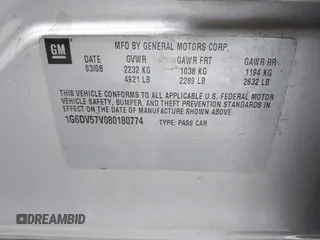 GM
MFD BY GENERAL MOTORS CORP.
DATE GVWR GAWR FRT GAWR RR
03/08 2232 KG 1038 KG 1194 KG
4921 LB 2289 LB 2632 LB
THIS VEHICLE CONFORMS TO ALL APPLICABLE U.S. FEDERAL MOTOR
VEHICLE SAFETY, BUMPER, AND THEFT PREVENTION STANDARDS
IN EFFECT ON THE DATE OF MANUFACTURE SHOWN ABOVE.
1G6DV57V080180774 TYPE: PASS CAR
DREAMBID